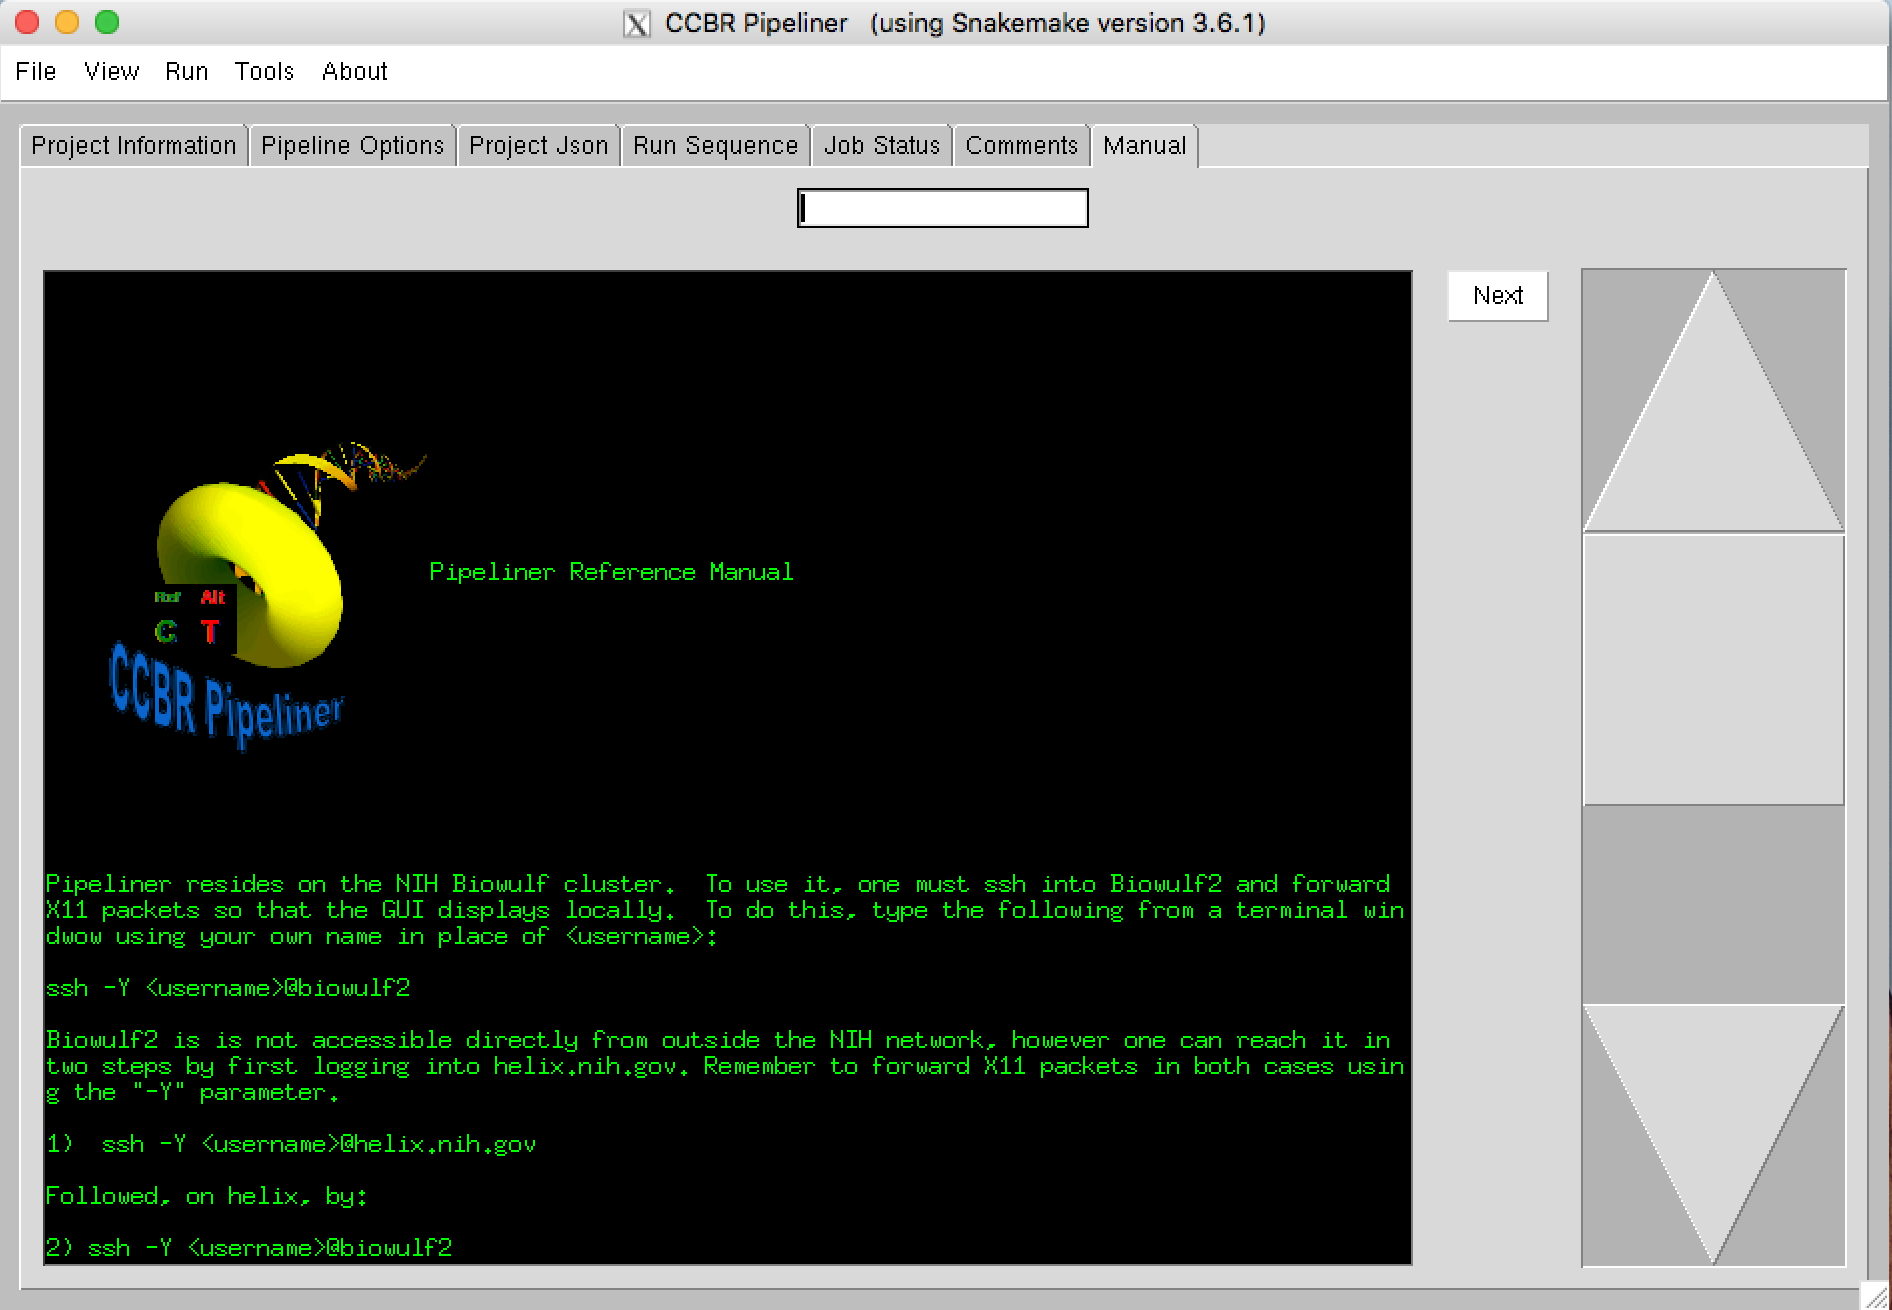 CCBR Pipeliner (using Snakemake version 3.6.1)
File View Run Tools About
Project Information Pipeline Options Project Json Run Sequence Job Status Comments Manual
Next
Pipeliner Reference Manual
Ref Alt
C T
CCBR Pipeliner
Pipeliner resides on the NIH Biowulf cluster.  To use it, one must ssh into Biowulf2 and forward
X11 packets so that the GUI displays locally.  To do this, type the following from a terminal win
dwow using your own name in place of <username>:
ssh -Y <username>@biowulf2
Biowulf2 is is not accessible directly from outside the NIH network, however one can reach it in
two steps by first logging into helix.nih.gov. Remember to forward X11 packets in both cases usin
g the "-Y" parameter.
1)  ssh -Y <username>@helix.nih.gov
Followed, on helix, by:
2) ssh -Y <username>@biowulf2